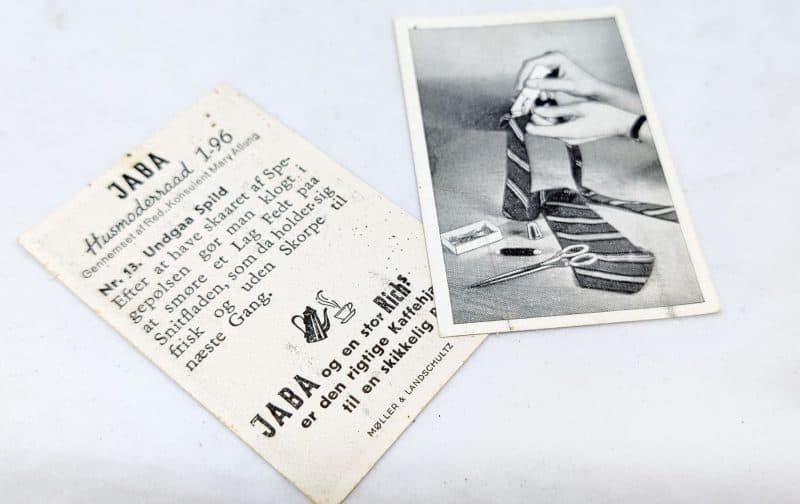 JABA
Husmoderraad 1-96
Gennemset af Red. Konsulent Mary Allung
Nr. 13. Undgaa Spild
Efter at have skaaret af Spe-
gepølsen gør man klogt i
at smøre et Lag Fedt paa
Snitfladen, som da holder sig
frisk og uden Skorpe til
næste Gang.
JABA og en stor Richs
er den rigtige
til en skikkelig
MØLLER & LANDSCHULTZ